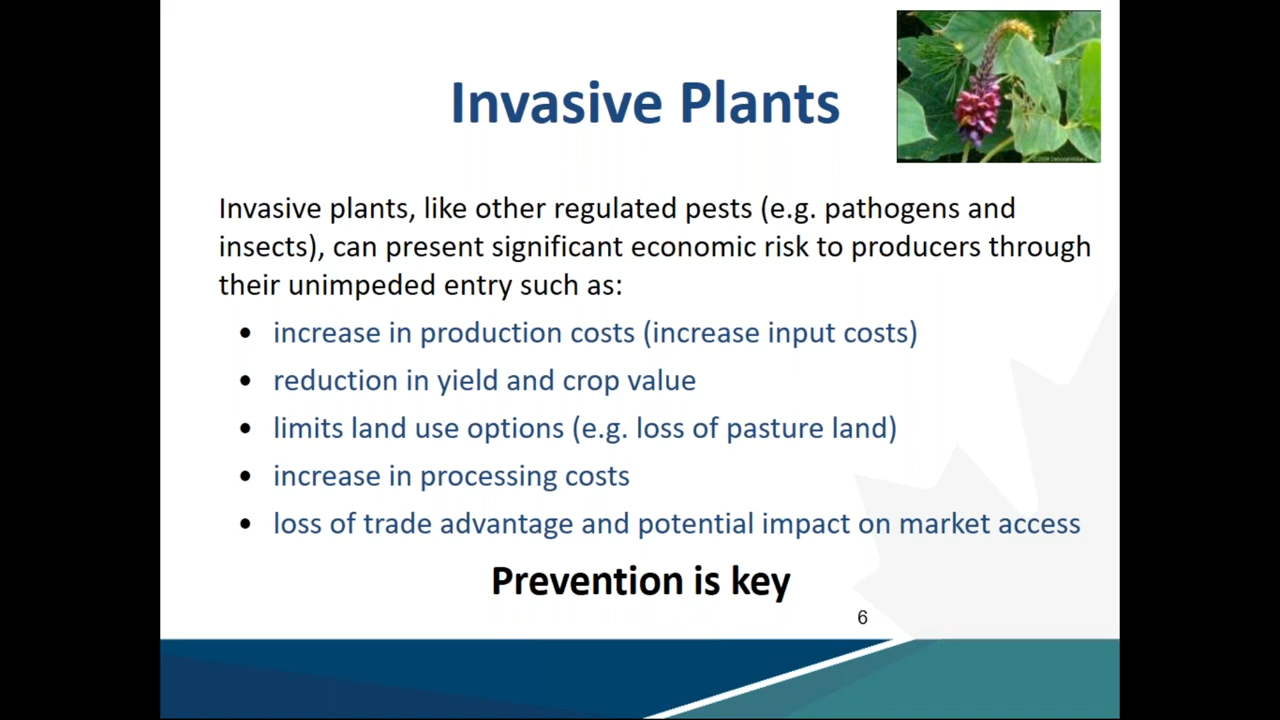 Invasive Plants
Invasive plants, like other regulated pests (e.g. pathogens and
insects), can present significant economic risk to producers through
their unimpeded entry such as:
• increase in production costs (increase input costs)
• reduction in yield and crop value
• limits land use options (e.g. loss of pasture land)
• increase in processing costs
• loss of trade advantage and potential impact on market access
Prevention is key
6